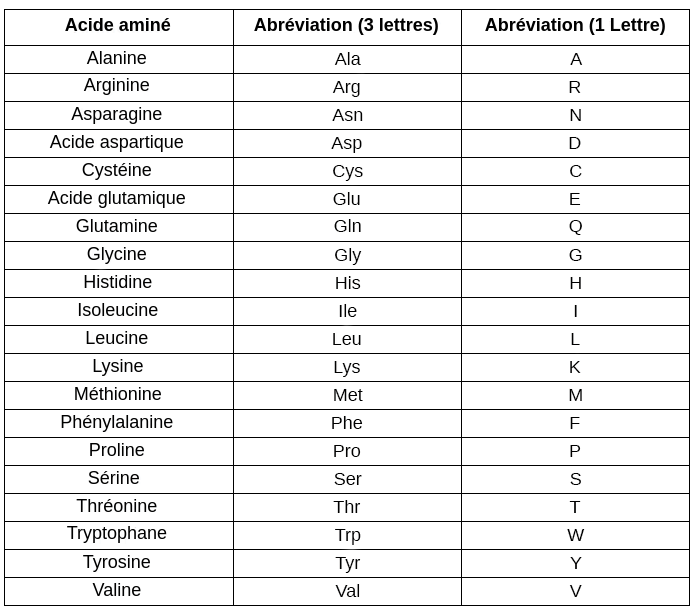 Acide aminé Abréviation (3 lettres) Abréviation (1 Lettre)
Alanine Ala A
Arginine Arg R
Asparagine Asn N
Acide aspartique Asp D
Cystéine Cys C
Acide glutamique Glu E
Glutamine Gln Q
Glycine Gly G
Histidine His H
Isoleucine Ile I
Leucine Leu L
Lysine Lys K
Méthionine Met M
Phénylalanine Phe F
Proline Pro P
Sérine Ser S
Thréonine Thr T
Tryptophane Trp W
Tyrosine Tyr Y
Valine Val V